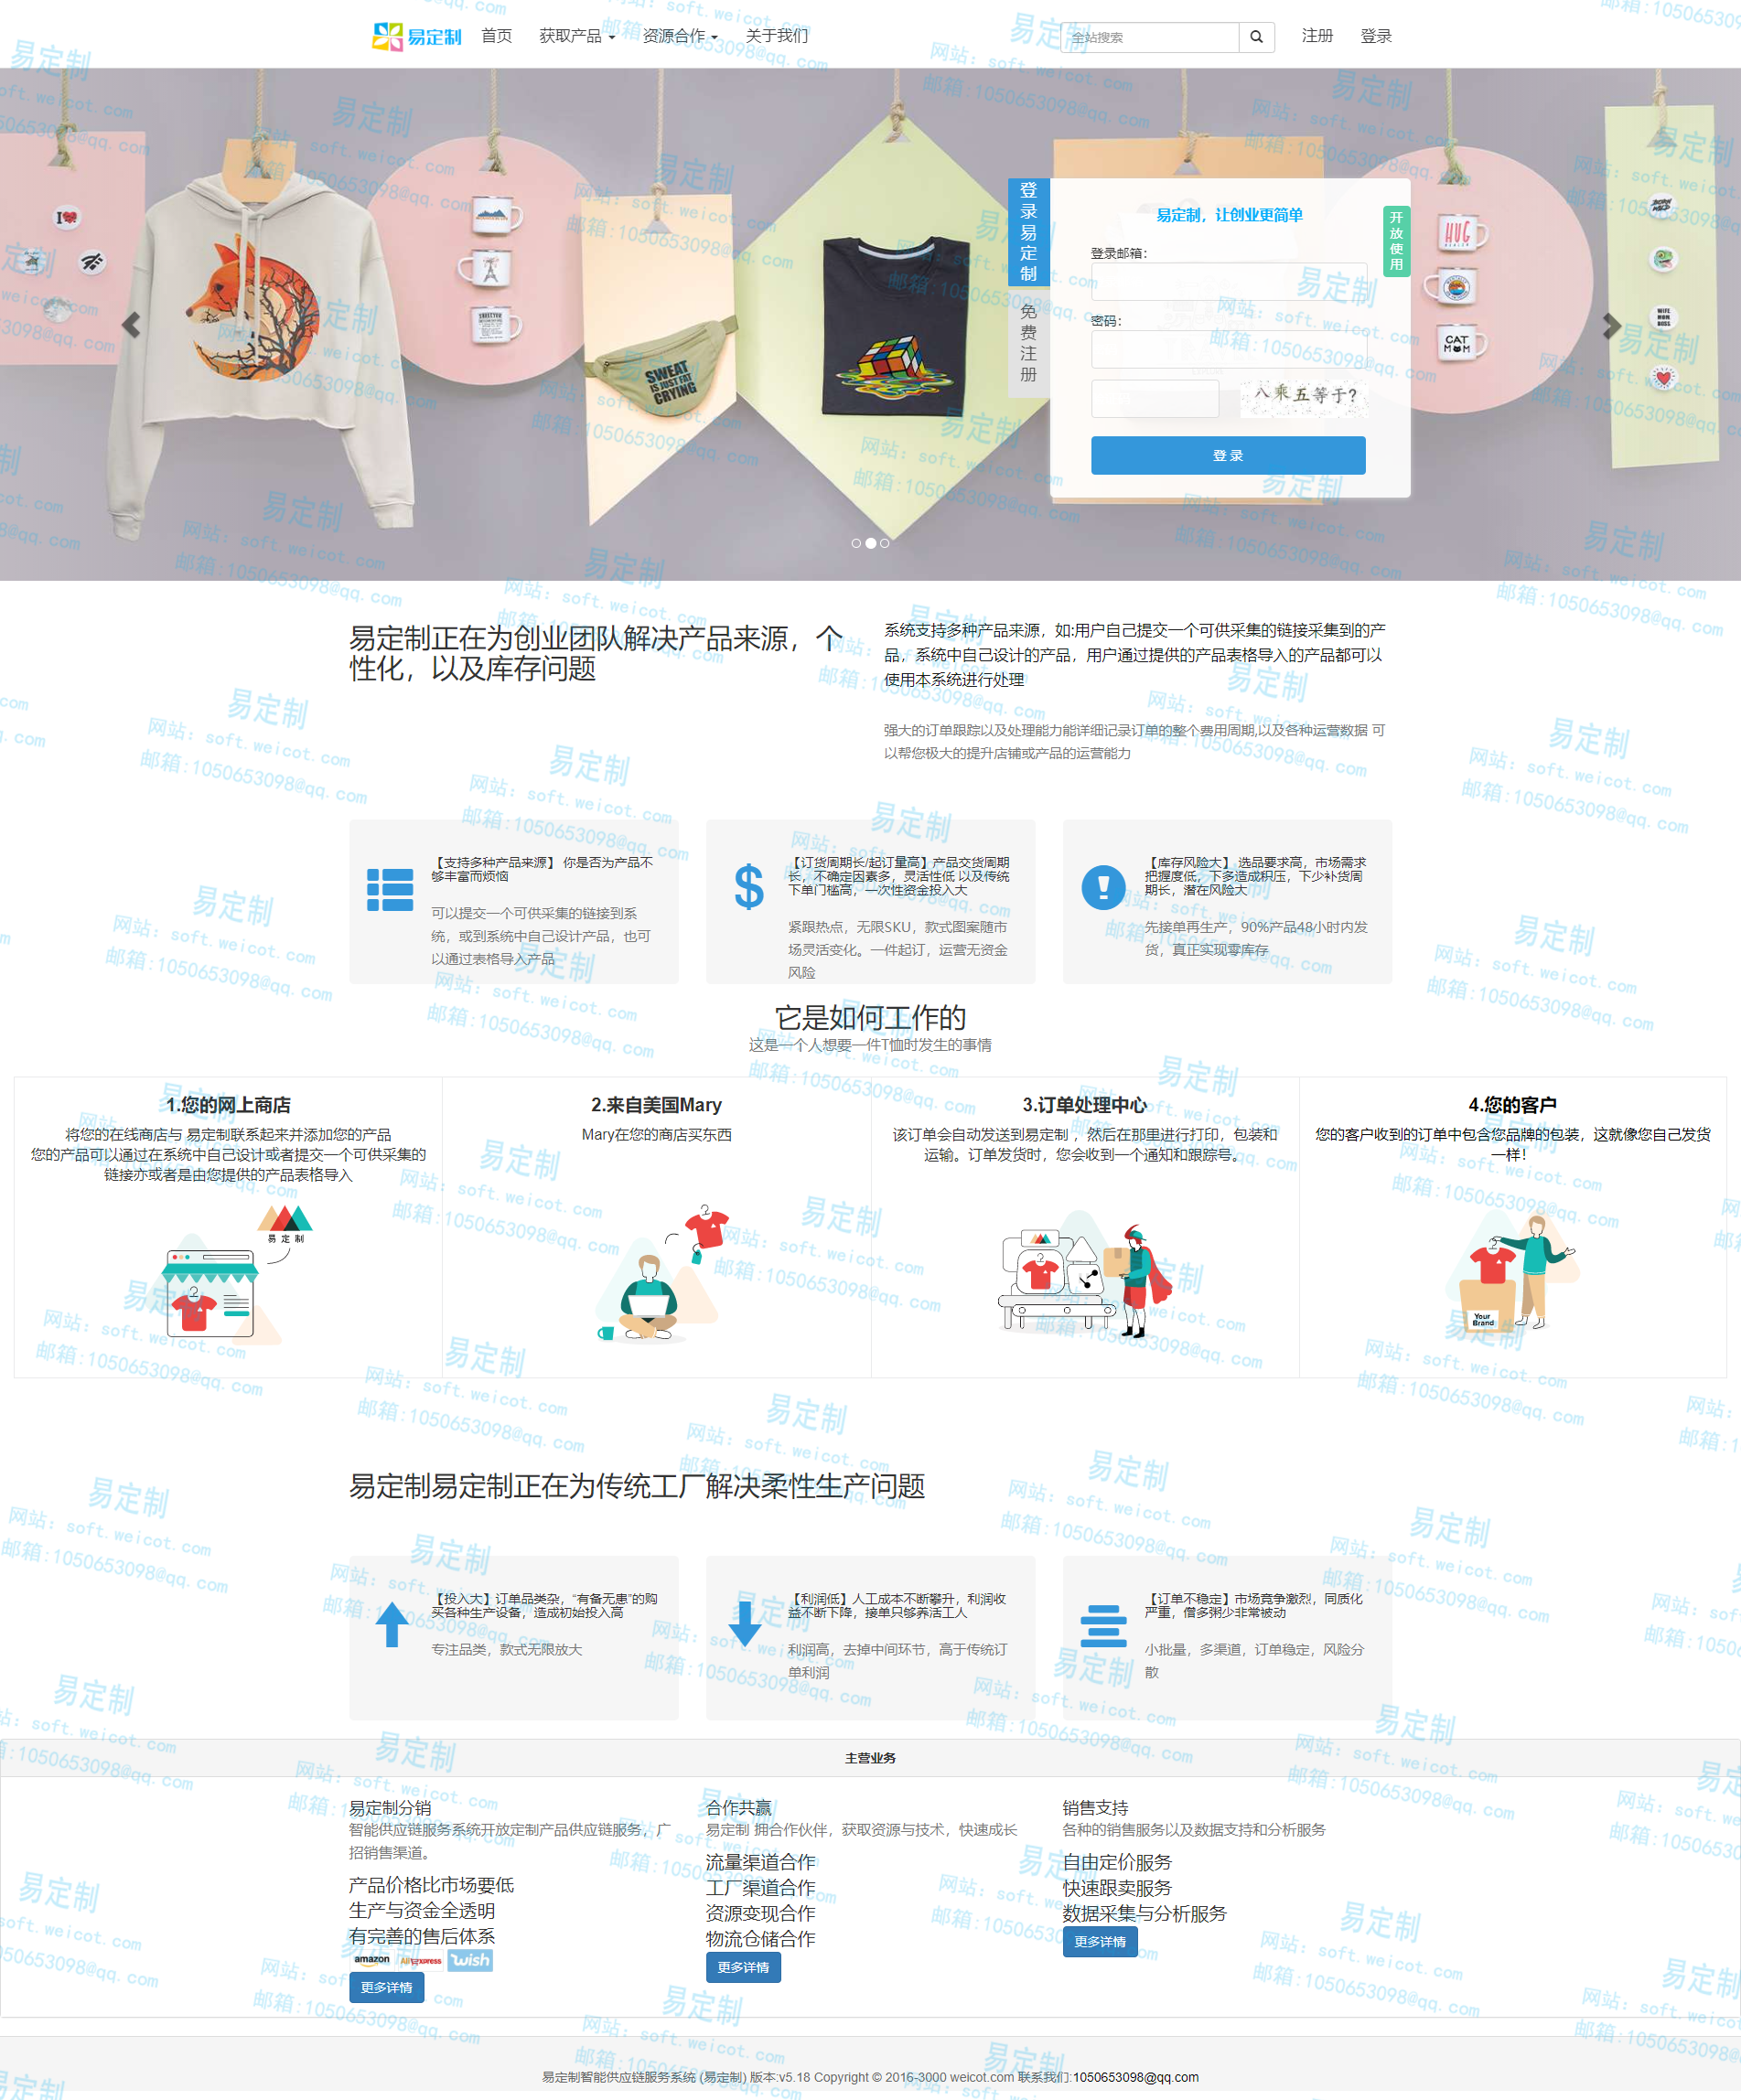 易定制
首页
获取产品
资源合作
关于我们
全站搜索
注册
登录
I
SWEAT
IS JUST FAT
CRYING
HUG
CAT
MOM
WIFE
MOM
BOSS
登录易定制
免费注册
开放使用
易定制，让创业更简单
登录邮箱：
密码：
八乘五等于?
登 录
易定制正在为创业团队解决产品来源，个
性化，以及库存问题
系统支持多种产品来源，如:用户自己提交一个可供采集的链接采集到的产
品，系统中自己设计的产品，用户通过提供的产品表格导入的产品都可以
使用本系统进行处理
强大的订单跟踪以及处理能力能详细记录订单的整个费用周期,以及各种运营数据 可
以帮您极大的提升店铺或产品的运营能力
【支持多种产品来源】 你是否为产品不
够丰富而烦恼
可以提交一个可供采集的链接到系
统，或到系统中自己设计产品，也可
以通过表格导入产品
【订货周期长/起订量高】产品交货周期
长，不确定因素多，灵活性低 以及传统
下单门槛高，一次性资金投入大
紧跟热点，无限SKU，款式图案随市
场灵活变化。一件起订，运营无资金
风险
【库存风险大】 选品要求高，市场需求
把握度低，下多造成积压，下少补货周
期长，潜在风险大
先接单再生产，90%产品48小时内发
货，真正实现零库存
它是如何工作的
这是一个人想要一件T恤时发生的事情
1.您的网上商店
将您的在线商店与 易定制联系起来并添加您的产品
您的产品可以通过在系统中自己设计或者提交一个可供采集的
链接亦或者是由您提供的产品表格导入
易 定 制
2.来自美国Mary
Mary在您的商店买东西
3.订单处理中心
该订单会自动发送到易定制 ，然后在那里进行打印，包装和
运输。订单发货时，您会收到一个通知和跟踪号。
4.您的客户
您的客户收到的订单中包含您品牌的包装，这就像您自己发货
一样！
Your
Brand
易定制易定制正在为传统工厂解决柔性生产问题
【投入大】订单品类杂，“有备无患”的购
买各种生产设备，造成初始投入高
专注品类，款式无限放大
【利润低】人工成本不断攀升，利润收
益不断下降，接单只够养活工人
利润高，去掉中间环节，高于传统订
单利润
【订单不稳定】市场竞争激烈，同质化
严重，僧多粥少非常被动
小批量，多渠道，订单稳定，风险分
散
主营业务
易定制分销
智能供应链服务系统开放定制产品供应链服务，广
招销售渠道。
产品价格比市场要低
生产与资金全透明
有完善的售后体系
amazon
AliExpress
wish
更多详情
合作共赢
易定制 拥合作伙伴，获取资源与技术，快速成长
流量渠道合作
工厂渠道合作
资源变现合作
物流仓储合作
更多详情
销售支持
各种的销售服务以及数据支持和分析服务
自由定价服务
快速跟卖服务
数据采集与分析服务
更多详情
易定制智能供应链服务系统 (易定制) 版本:v5.18 Copyright © 2016-3000 weicot.com 联系我们:1050653098@qq.com
易定制
网站：soft.weicot.com
邮箱:1050653098@qq.com